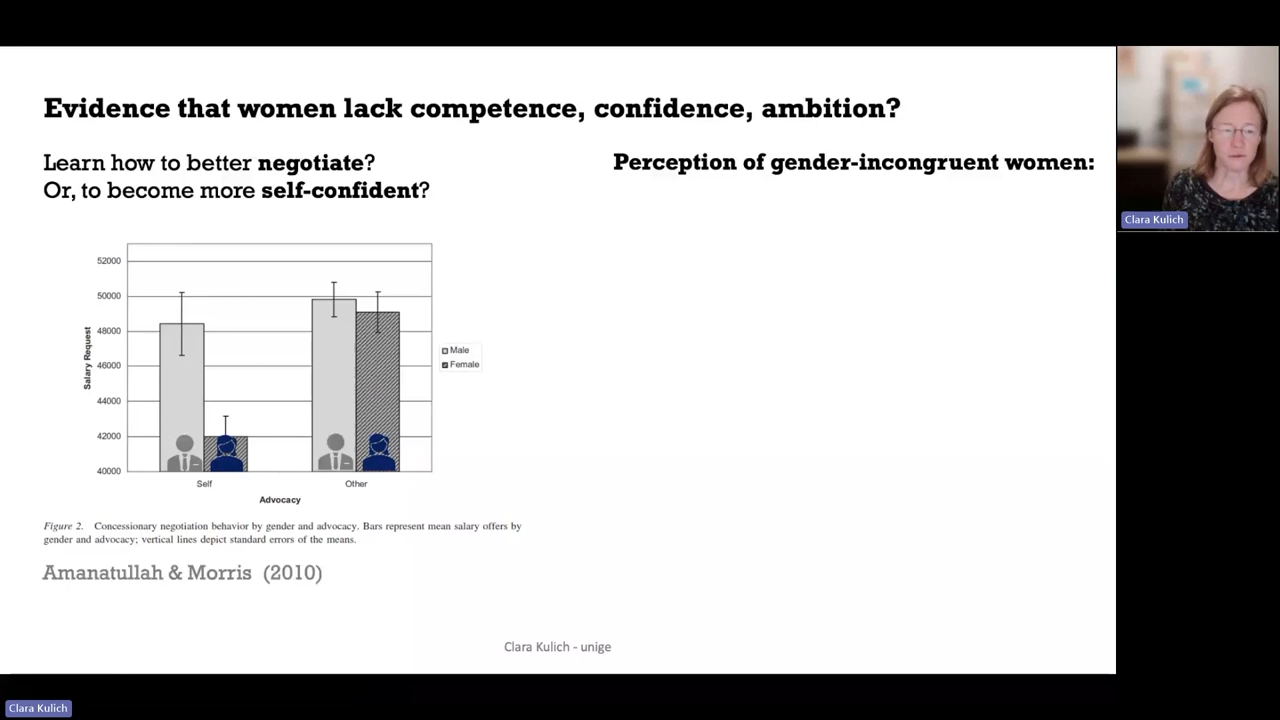 Evidence that women lack competence, confidence, ambition?
Learn how to better negotiate?
Or, to become more self-confident?
Perception of gender-incongruent women:
Clara Kulich
52000
50000
48000
46000
44000
42000
40000
Salary Request
Male
Female
Self
Other
Advocacy
Figure 2. Concessionary negotiation behavior by gender and advocacy. Bars represent mean salary offers by
gender and advocacy; vertical lines depict standard errors of the means.
Amanatullah & Morris (2010)
Clara Kulich - unige
Clara Kulich